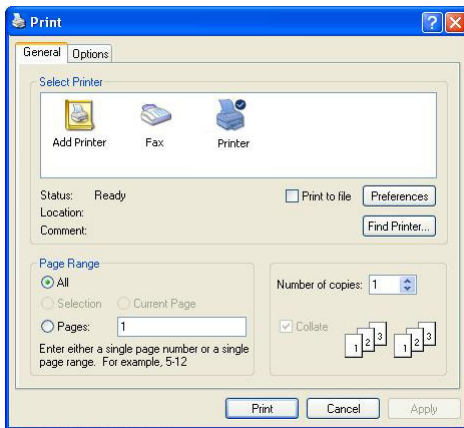 Print
General Options
Select Printer
Add Printer Fax Printer
Status: Ready
Print to file Preferences
Location:
Comment:
Find Printer...
Page Range
All
Selection Current Page
Pages: 1
Enter either a single page number or a single
page range. For example, 5-12
Number of copies: 1
Collate
1 2 3 1 2 3
Print Cancel Apply